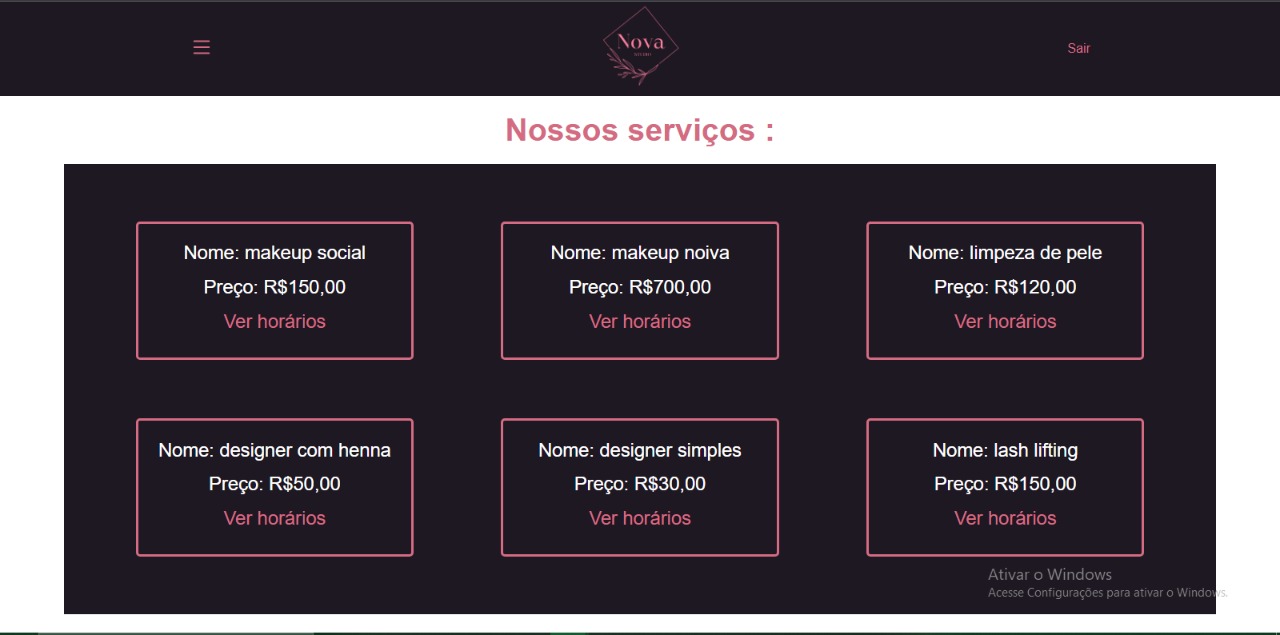 Nova
Sair
Nossos serviços :
Nome: makeup social
Preço: R$150,00
Ver horários
Nome: makeup noiva
Preço: R$700,00
Ver horários
Nome: limpeza de pele
Preço: R$120,00
Ver horários
Nome: designer com henna
Preço: R$50,00
Ver horários
Nome: designer simples
Preço: R$30,00
Ver horários
Nome: lash lifting
Preço: R$150,00
Ver horários
Ativar o Windows
Acesse Configurações para ativar o Windows.